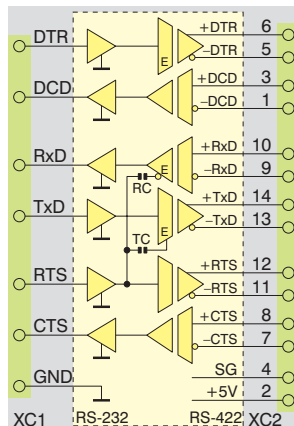 DTR +DTR 6
E −DTR 5
DCD +DCD 3
−DCD 1
RxD +RxD 10
E −RxD 9
RC
TxD +TxD 14
E −TxD 13
TC
RTS +RTS 12
−RTS 11
CTS +CTS 8
−CTS 7
GND SG 4
+5V 2
XC1 RS-232 RS-422 XC2